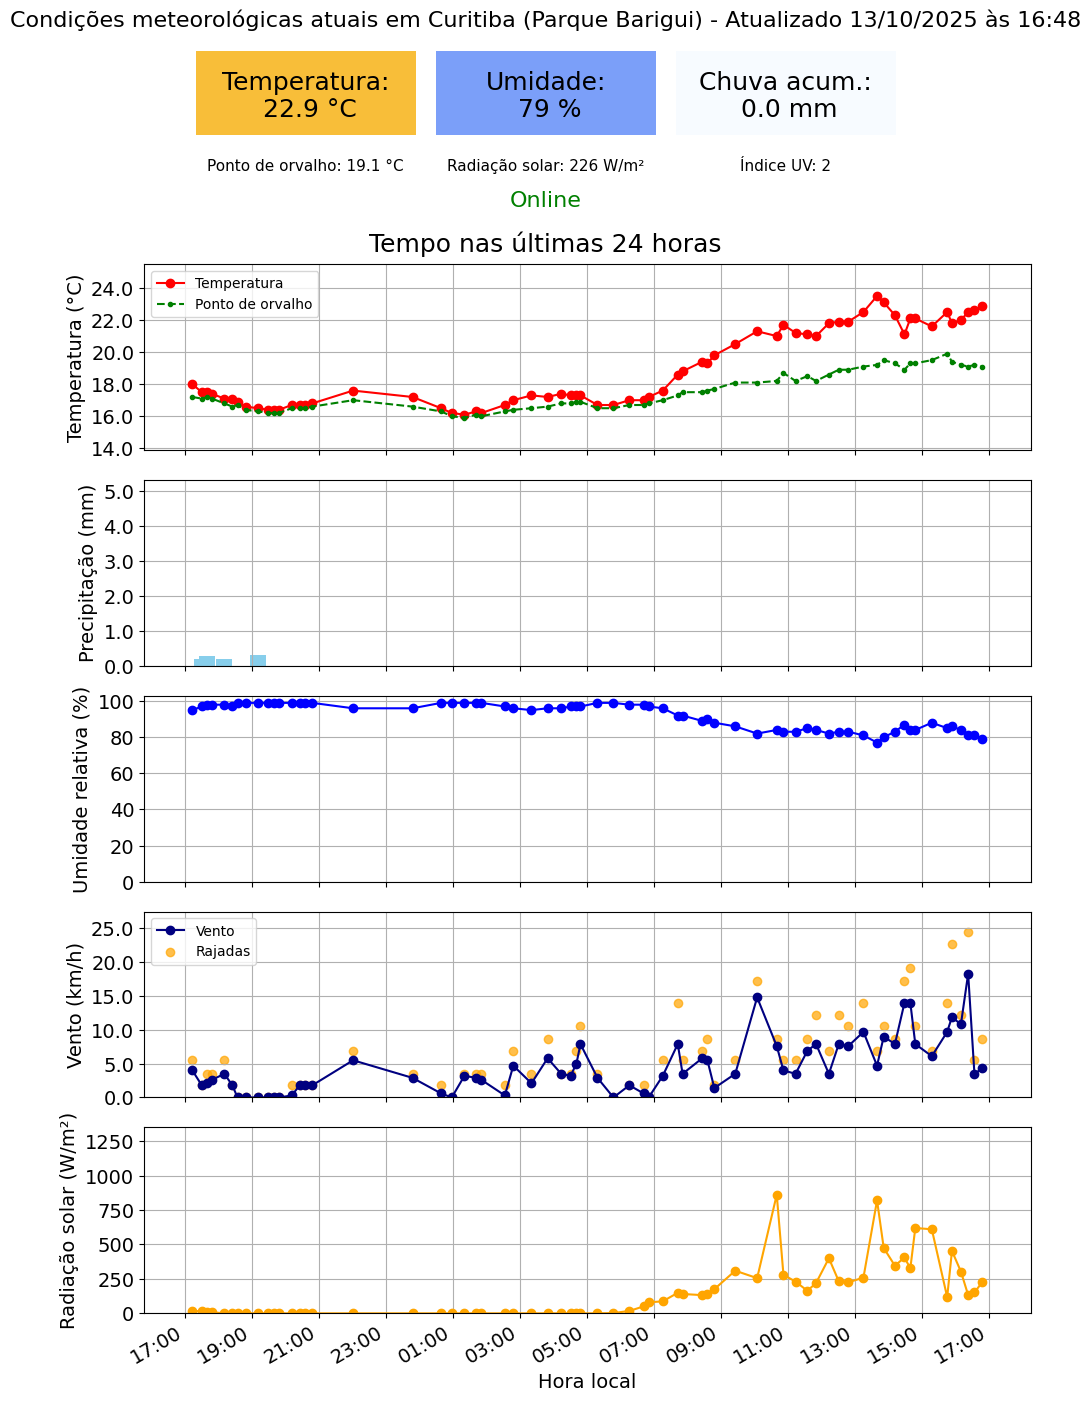 Condições meteorológicas atuais em Curitiba (Parque Barigui) - Atualizado 13/10/2025 às 16:48
Temperatura:
22.9 °C
Umidade:
79 %
Chuva acum.:
0.0 mm
Ponto de orvalho: 19.1 °C
Radiação solar: 226 W/m²
Índice UV: 2
Online
Tempo nas últimas 24 horas
Temperatura (°C)
24.0
22.0
20.0
18.0
16.0
14.0
Temperatura
Ponto de orvalho
Precipitação (mm)
5.0
4.0
3.0
2.0
1.0
0.0
Umidade relativa (%)
100
80
60
40
20
0
Vento (km/h)
25.0
20.0
15.0
10.0
5.0
0.0
Vento
Rajadas
Radiação solar (W/m²)
1250
1000
750
500
250
0
17:00
19:00
21:00
23:00
01:00
03:00
05:00
07:00
09:00
11:00
13:00
15:00
17:00
Hora local